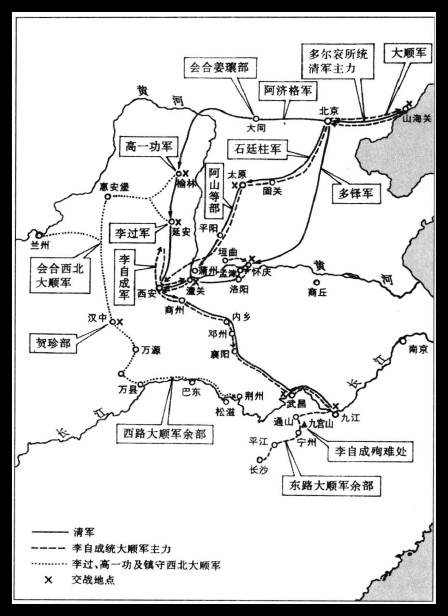 多尔衮所统
清军主力
大顺军
会合姜瓖部
阿济格军
黄
河
北京
山海关
大同
石廷柱军
高一功军
榆林
阿山等部
太原
固关
惠安堡
多铎军
李过军
延安
平阳
兰州
垣曲
李自成军
会合西北
大顺军
蒲州
孟津
怀庆
黄
河
西安
潼关
洛阳
商丘
商州
汉中
内乡
贺珍部
邓州
万源
襄阳
南京
万县
巴东
荆州
长
江
松滋
武昌
九江
长
江
西路大顺军余部
通山
九宫山
宁州
平江
李自成殉难处
长沙
东路大顺军余部
清军
李自成统大顺军主力
李过、高一功及镇守西北大顺军
交战地点